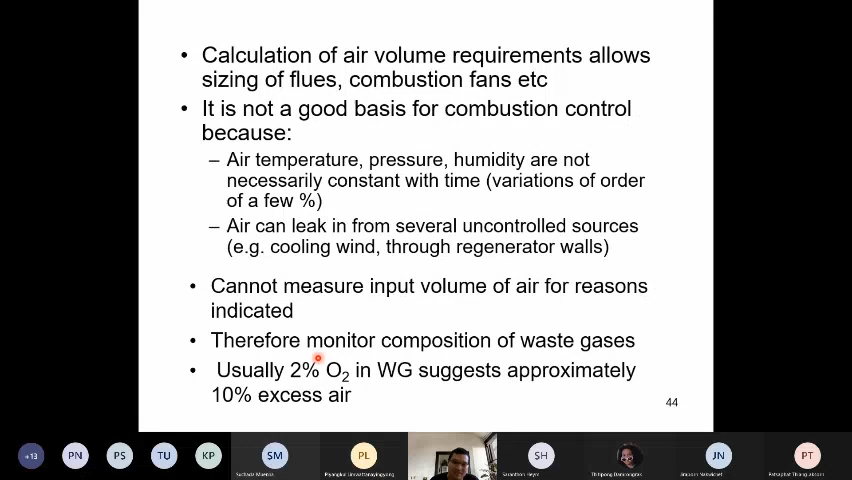 • Calculation of air volume requirements allows
sizing of flues, combustion fans etc
• It is not a good basis for combustion control
because:
– Air temperature, pressure, humidity are not
necessarily constant with time (variations of order
of a few %)
– Air can leak in from several uncontrolled sources
(e.g. cooling wind, through regenerator walls)
• Cannot measure input volume of air for reasons
indicated
• Therefore monitor composition of waste gases
• Usually 2% O₂ in WG suggests approximately
10% excess air
44
+13
PN
PS
TU
KP
SM
PL
SH
JN
PT